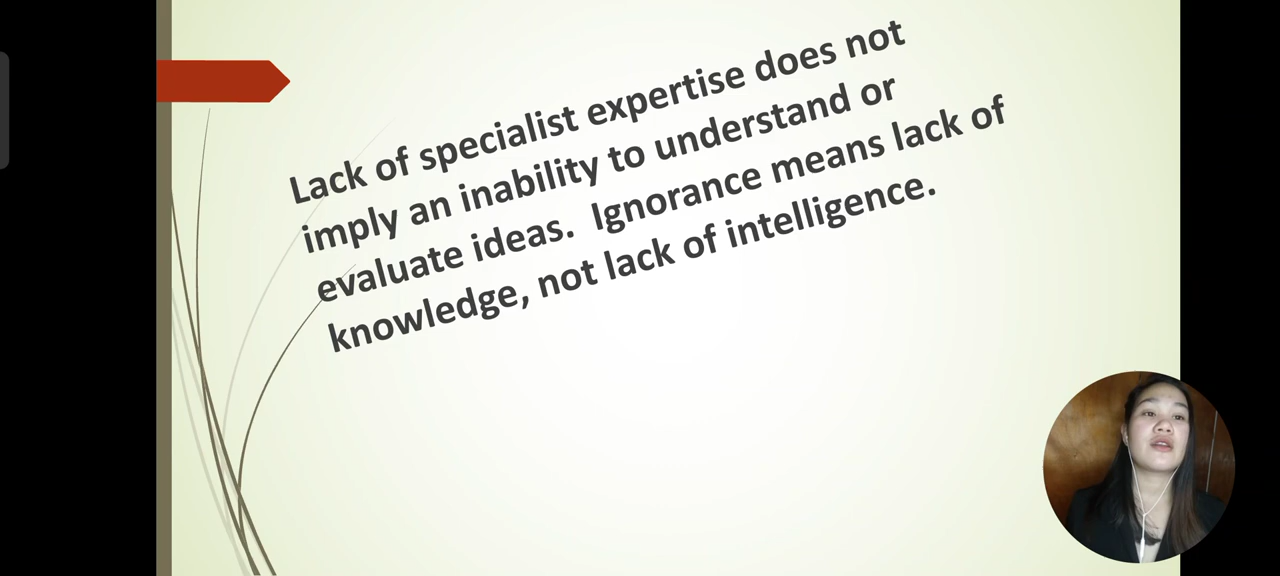 Lack of specialist expertise does not
imply an inability to understand or
evaluate ideas.  Ignorance means lack of
knowledge, not lack of intelligence.